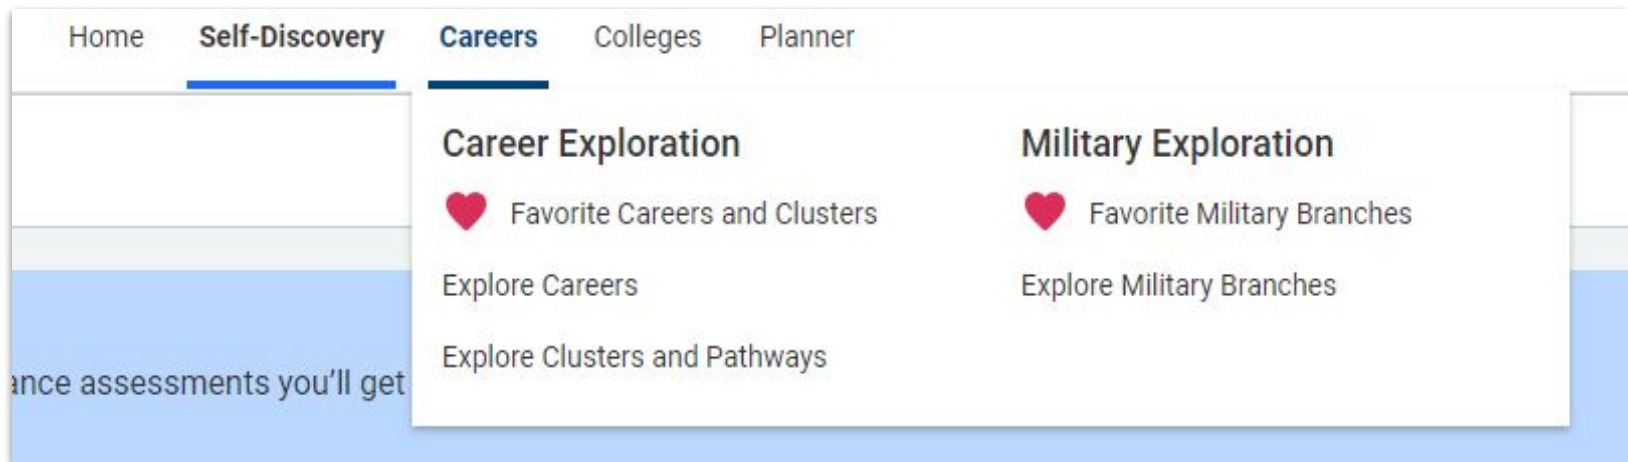 Home Self-Discovery Careers Colleges Planner
Career Exploration
Favorite Careers and Clusters
Explore Careers
Explore Clusters and Pathways
Military Exploration
Favorite Military Branches
Explore Military Branches
assessments you'll get